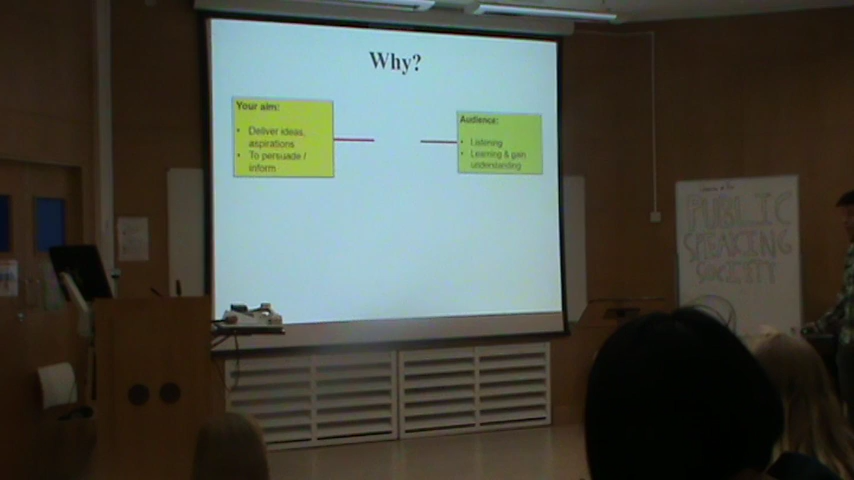 Why?
Your aim:
• Deliver ideas,
aspirations
• To persuade /
inform
Audience:
• Listening
• Learning & gain
understanding
PUBLIC
SPEAKING
SOCIETY